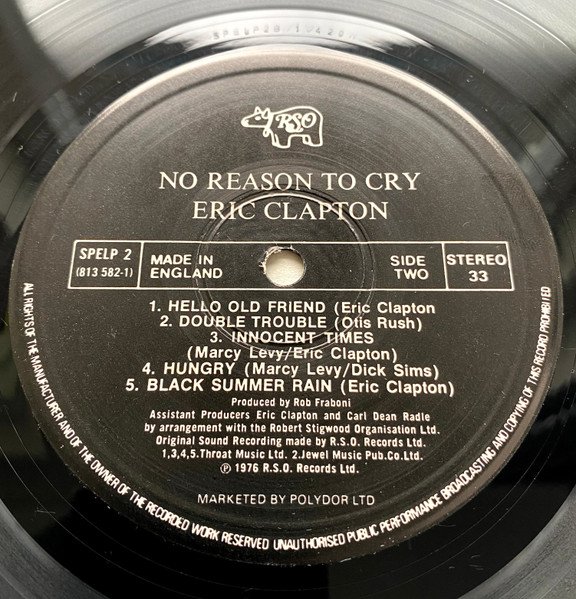 RSO
NO REASON TO CRY
ERIC CLAPTON
SPELP 2
(813 582-1)
MADE IN
ENGLAND
SIDE
TWO
STEREO
33
1. HELLO OLD FRIEND (Eric Clapton
2. DOUBLE TROUBLE (Otis Rush)
3. INNOCENT TIMES
(Marcy Levy/Eric Clapton)
4. HUNGRY (Marcy Levy/Dick Sims)
5. BLACK SUMMER RAIN (Eric Clapton)
Produced by Rob Fraboni
Assistant Producers Eric Clapton and Carl Dean Radle
by arrangement with the Robert Stigwood Organisation Ltd.
Original Sound Recording made by R.S.O. Records Ltd.
1,3,4,5.Throat Music Ltd. 2.Jewel Music Pub.Co.Ltd.
℗ 1976 R.S.O. Records Ltd.
MARKETED BY POLYDOR LTD
ALL RIGHTS OF THE MANUFACTURER AND OF THE OWNER OF THE RECORDED WORK RESERVED UNAUTHORISED PUBLIC PERFORMANCE BROADCASTING AND COPYING OF THIS RECORD PROHIBITED